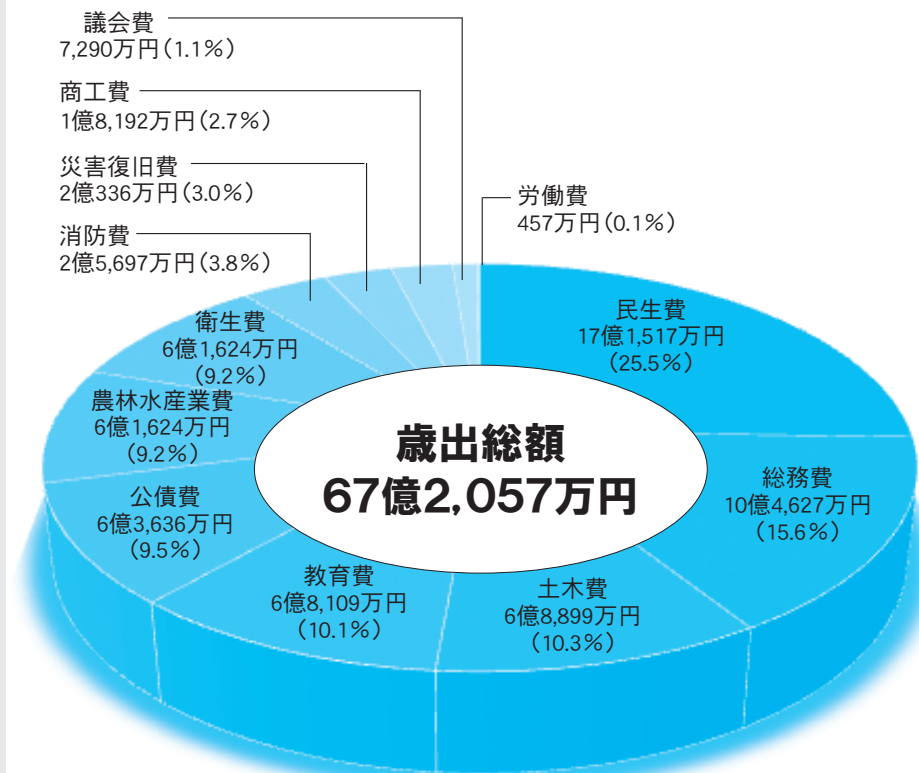 議会費
7,290万円(1.1%)
商工費
1億8,192万円(2.7%)
災害復旧費
2億336万円(3.0%)
消防費
2億5,697万円(3.8%)
労働費
457万円(0.1%)
民生費
17億1,517万円
(25.5%)
総務費
10億4,627万円
(15.6%)
土木費
6億8,899万円
(10.3%)
教育費
6億8,109万円
(10.1%)
公債費
6億3,636万円
(9.5%)
農林水産業費
6億1,624万円
(9.2%)
衛生費
6億1,624万円
(9.2%)
歳出総額
67億2,057万円